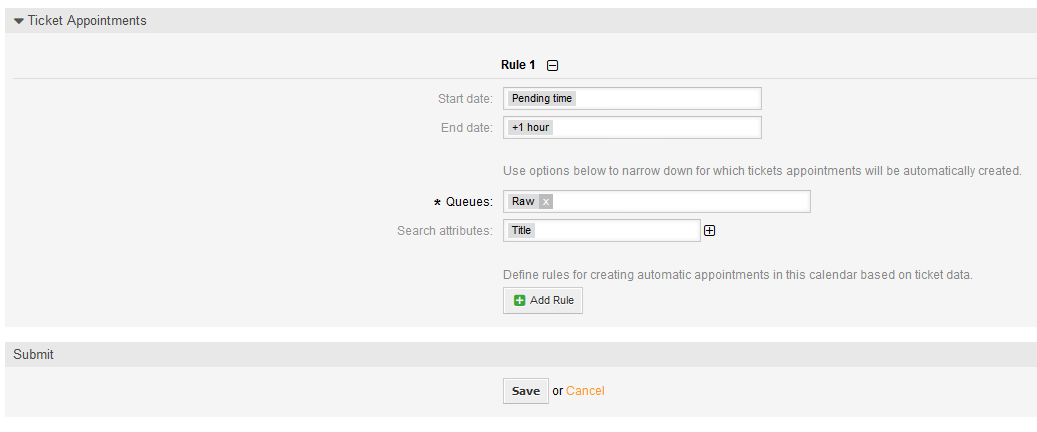 Ticket Appointments
Rule 1
Start date: Pending time
End date: +1 hour
Use options below to narrow down for which tickets appointments will be automatically created.
* Queues: Raw x
Search attributes: Title
Define rules for creating automatic appointments in this calendar based on ticket data.
Add Rule
Submit
Save or Cancel